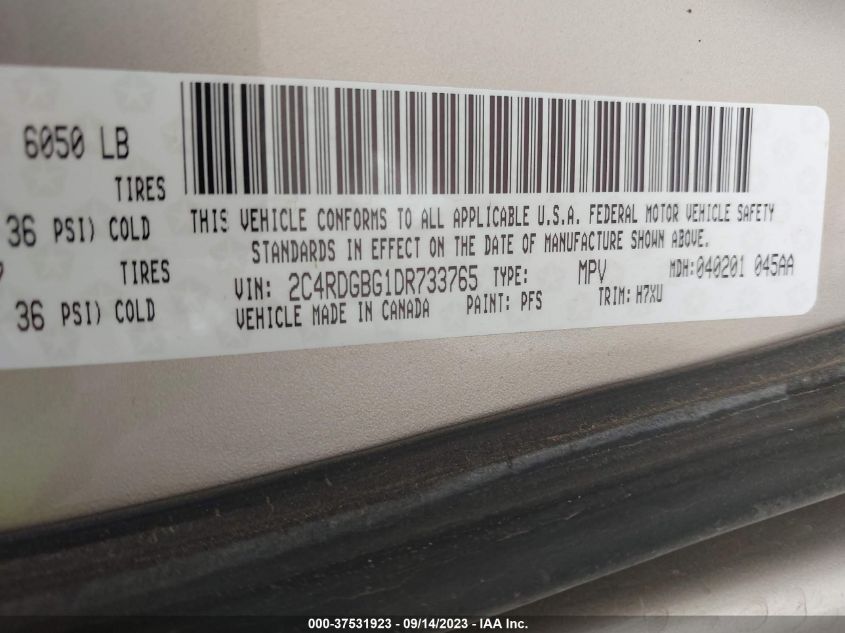 6050 LB
TIRES
36 PSI) COLD
TIRES
36 PSI) COLD
THIS VEHICLE CONFORMS TO ALL APPLICABLE U.S.A. FEDERAL MOTOR VEHICLE SAFETY
STANDARDS IN EFFECT ON THE DATE OF MANUFACTURE SHOWN ABOVE.
VIN: 2C4RDGBG1DR733765 TYPE: MPV MDH:040201 045AA
VEHICLE MADE IN CANADA PAINT: PFS TRIM: H7XU
000-37531923 - 09/14/2023 - IAA Inc.